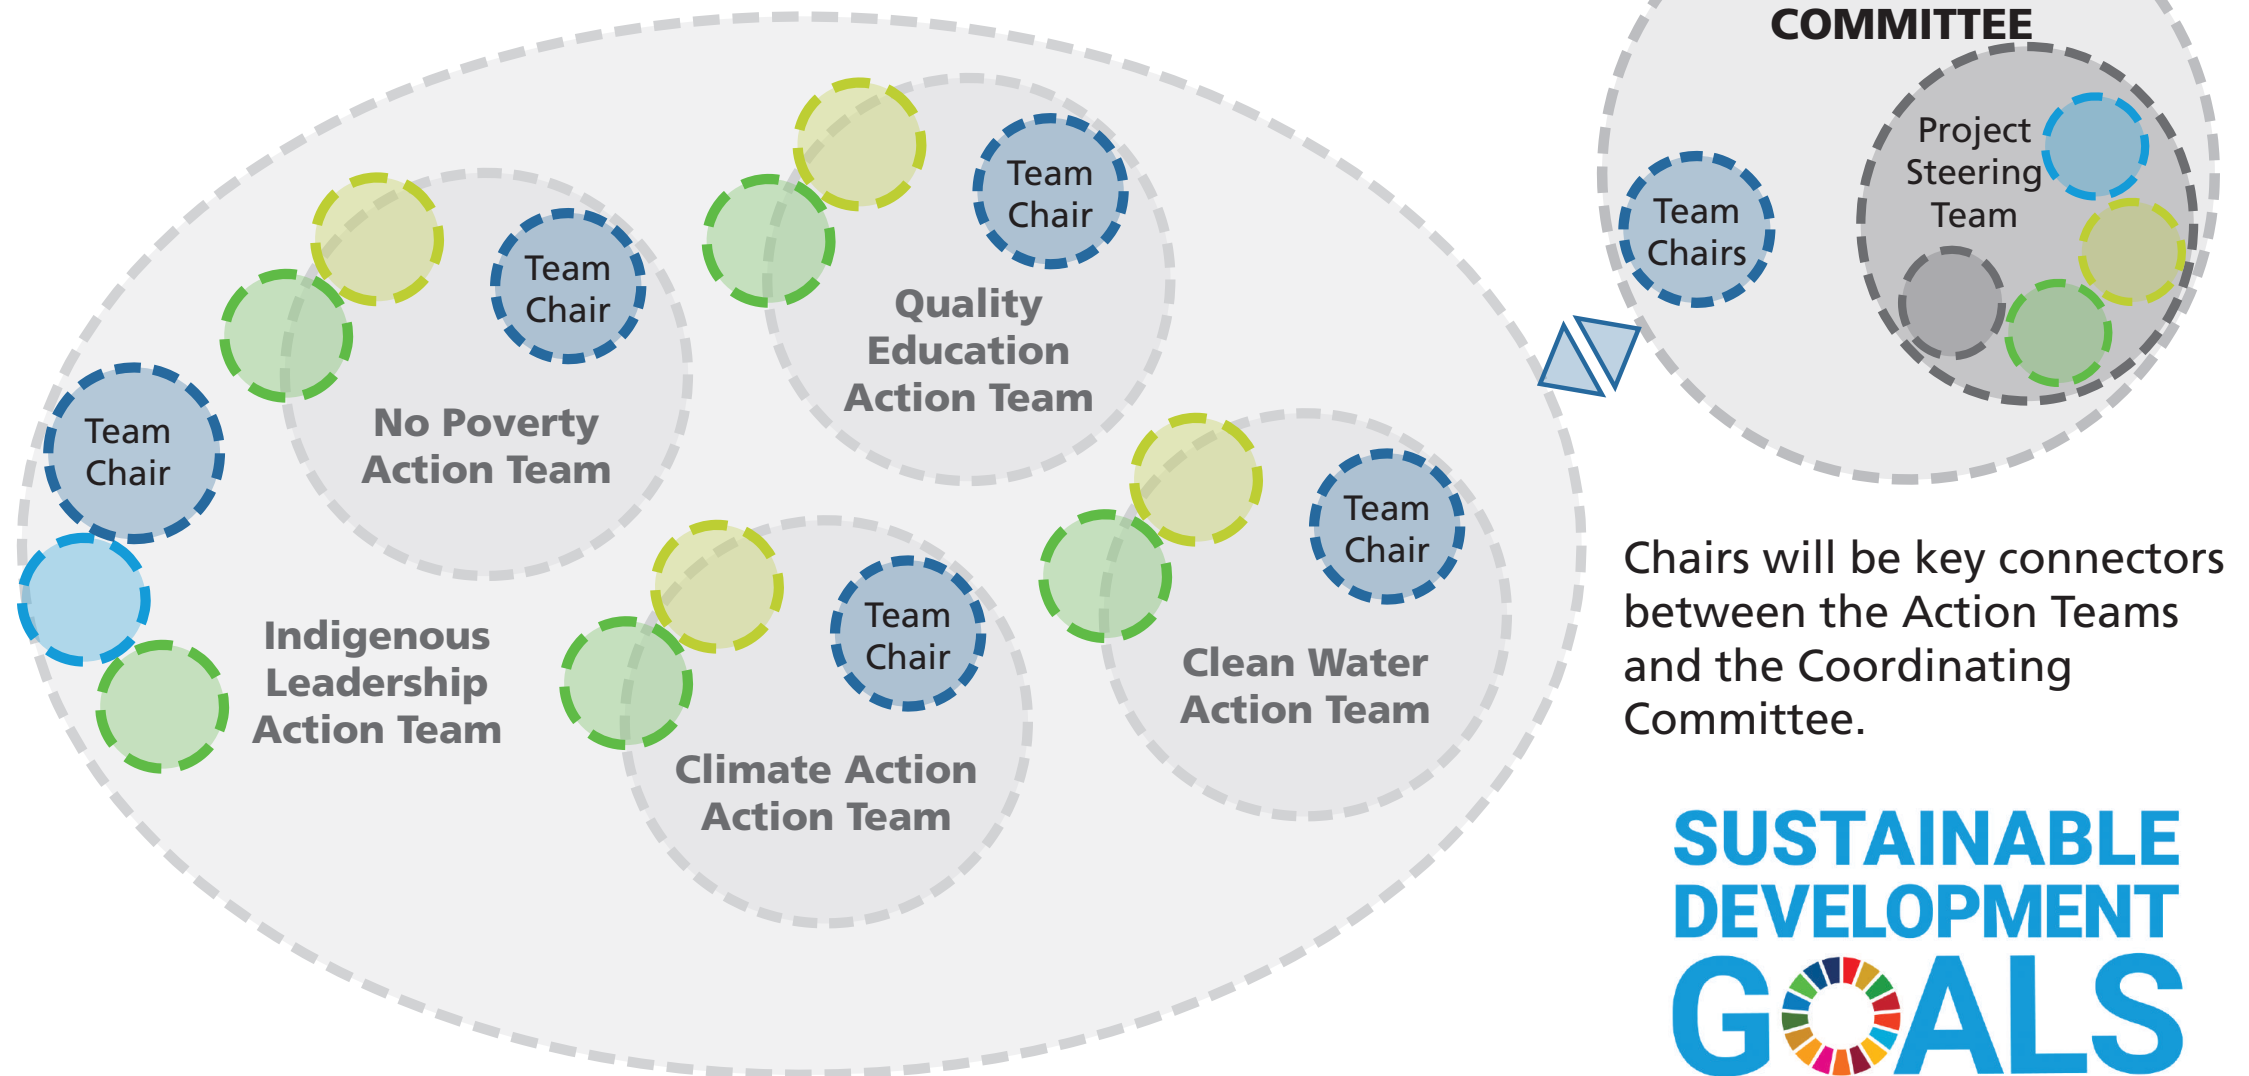 COMMITTEE
Project
Steering
Team
Team
Chairs
Team
Chair
Quality
Education
Action Team
Team
Chair
No Poverty
Action Team
Team
Chair
Indigenous
Leadership
Action Team
Team
Chair
Climate Action
Action Team
Team
Chair
Clean Water
Action Team
Chairs will be key connectors
between the Action Teams
and the Coordinating
Committee.
SUSTAINABLE
DEVELOPMENT
GOALS